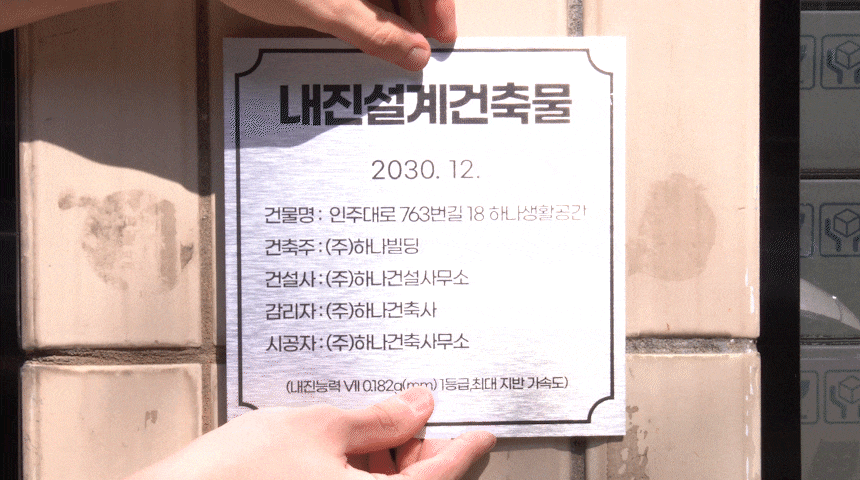 내진설계건축물
2030. 12.
건물명 : 인주대로 763번길 18 하나생활공간
건축주 : (주)하나빌딩
건설사 : (주)하나건설사무소
감리자 : (주)하나건축사
시공자 : (주)하나건축사무소
(내진능력 Ⅶ 0.182g(mm) 1등급,최대 지반 가속도)